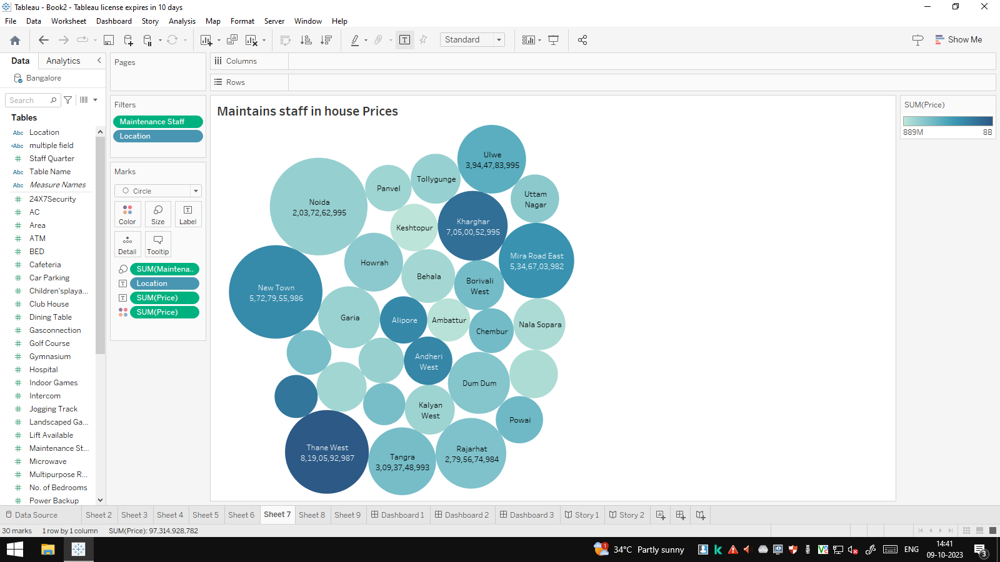 Tableau - Book2 - Tableau license expires in 10 days
File Data Worksheet Dashboard Story Analysis Map Format Server Window Help
Standard
Show Me
Data Analytics
Bangalore
Search
Tables
Abc Location
=Abc multiple field
# Staff Quarter
Abc Table Name
Abc Measure Names
# 24X7Security
# AC
# Area
# ATM
# BED
# Cafeteria
# Car Parking
# Children'splaya...
# Club House
# Dining Table
# Gasconnection
# Golf Course
# Gymnasium
# Hospital
# Indoor Games
# Intercom
# Jogging Track
# Landscaped Ga...
# Lift Available
# Maintenance St...
# Microwave
# Multipurpose R...
# No. of Bedrooms
# Power Backup
Pages
Filters
Maintenance Staff
Location
Marks
Circle
Color Size Label
Detail Tooltip
SUM(Maintena..
Location
SUM(Price)
SUM(Price)
Columns
Rows
Maintains staff in house Prices
Ulwe
3,94,47,83,995
Tollygunge
Panvel
Uttam
Nagar
Noida
2,03,72,62,995
Keshtopur
Kharghar
7,05,00,52,995
Mira Road East
5,34,67,03,982
Howrah
Behala
Borivali
West
New Town
5,72,79,55,986
Garia
Alipore
Ambattur
Chembur
Nala Sopara
Andheri
West
Dum Dum
Kalyan
West
Powai
Thane West
8,19,05,92,987
Tangra
3,09,37,48,993
Rajarhat
2,79,56,74,984
SUM(Price)
889M 8B
Data Source Sheet 2 Sheet 3 Sheet 4 Sheet 5 Sheet 6 Sheet 7 Sheet 8 Sheet 9 Dashboard 1 Dashboard 2 Dashboard 3 Story 1 Story 2
30 marks 1 row by 1 column SUM(Price): 97,314,928,782
1
34°C Partly sunny
ENG
14:41
09-10-2023
3